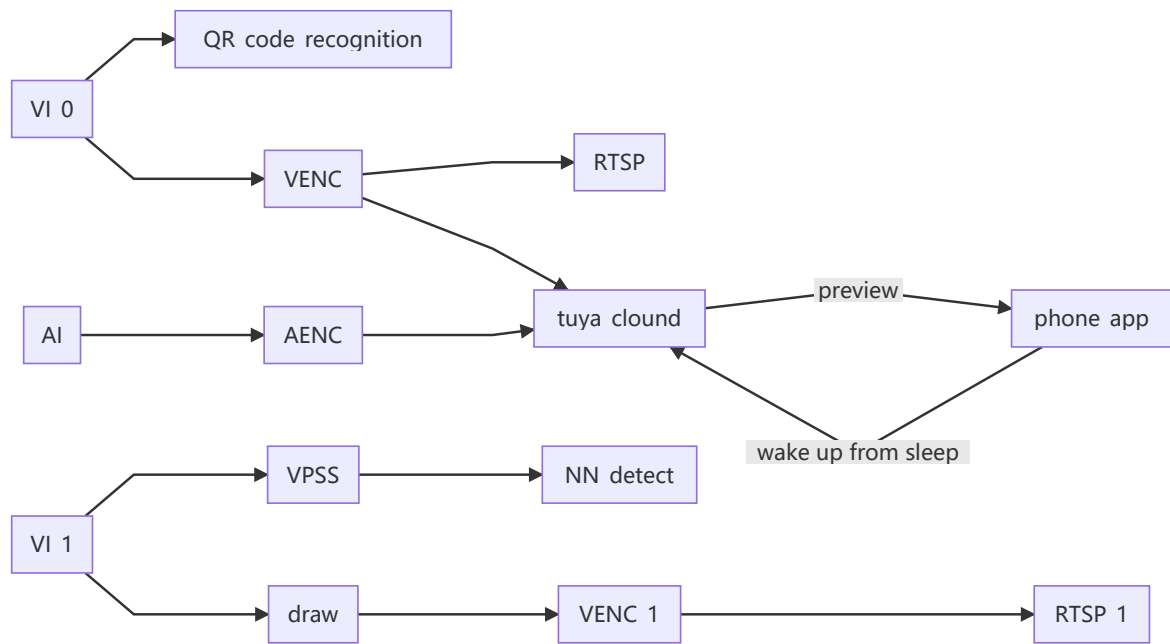 QR code recognition
VI 0
VENC
RTSP
AI
AENC
tuya clound
preview
phone app
wake up from sleep
VPSS
NN detect
VI 1
draw
VENC 1
RTSP 1